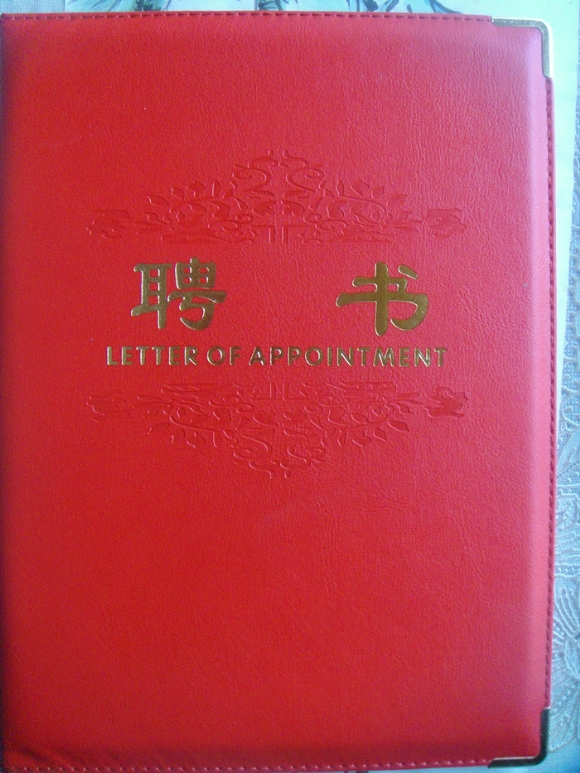 聘 书
LETTER OF APPOINTMENT